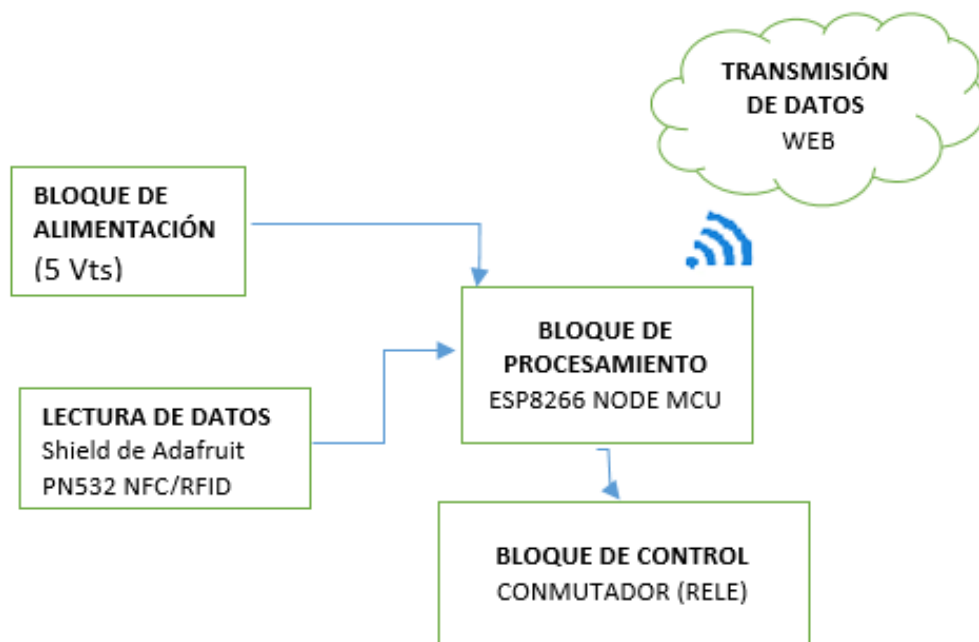 TRANSMISIÓN
DE DATOS
WEB
BLOQUE DE
ALIMENTACIÓN
(5 Vts)
BLOQUE DE
PROCESAMIENTO
ESP8266 NODE MCU
LECTURA DE DATOS
Shield de Adafruit
PN532 NFC/RFID
BLOQUE DE CONTROL
CONMUTADOR (RELE)